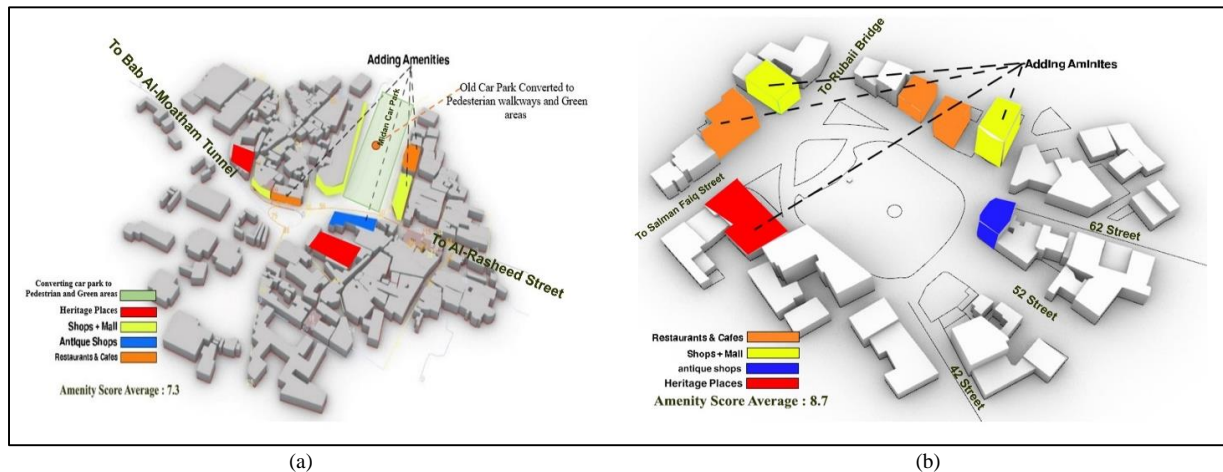 (a)
To Bab Al-Moatham Tunnel
Adding Amenities
Old Car Park Converted to
Pedesterian walkways and Green
areas
Midan Car Park
To Al-Rasheed Street
Converting car park to
Pedestrian and Green areas
Heritage Places
Shops + Mall
Antique Shops
Restaurants & Cafes
Amenity Score Average : 7.3
(a)
(b)
To Rubaii Bridge
Adding Aminites
To Salman Faiq Street
62 Street
52 Street
42 Street
Restaurants & Cafes
Shops + Mall
antique shops
Heritage Places
Amenity Score Average : 8.7
(b)